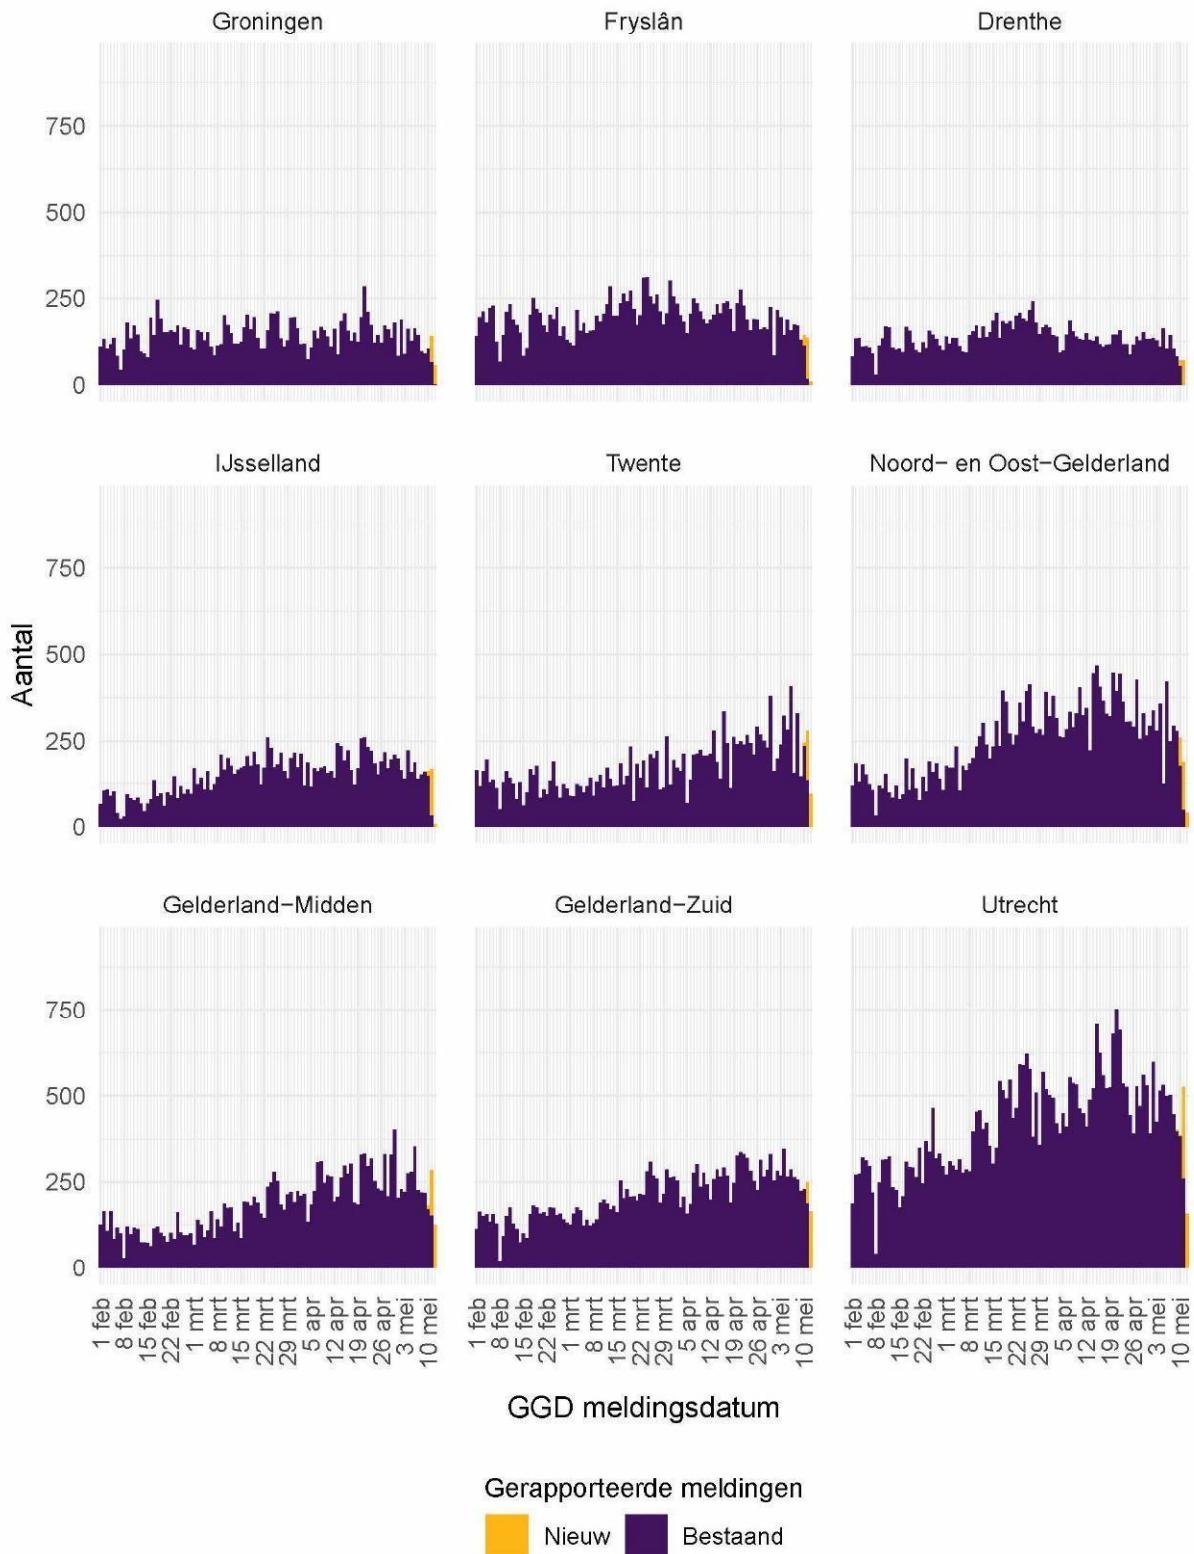 Groningen
Fryslân
Drenthe
750
500
250
0
IJsselland
Twente
Noord- en Oost-Gelderland
Aantal
750
500
250
0
Gelderland-Midden
Gelderland-Zuid
Utrecht
750
500
250
0
1 feb
8 feb
15 feb
22 feb
1 mrt
8 mrt
15 mrt
22 mrt
29 mrt
5 apr
12 apr
19 apr
26 apr
3 mei
10 mei
1 feb
8 feb
15 feb
22 feb
1 mrt
8 mrt
15 mrt
22 mrt
29 mrt
5 apr
12 apr
19 apr
26 apr
3 mei
10 mei
1 feb
8 feb
15 feb
22 feb
1 mrt
8 mrt
15 mrt
22 mrt
29 mrt
5 apr
12 apr
19 apr
26 apr
3 mei
10 mei
GGD meldingsdatum
Gerapporteerde meldingen
Nieuw Bestaand